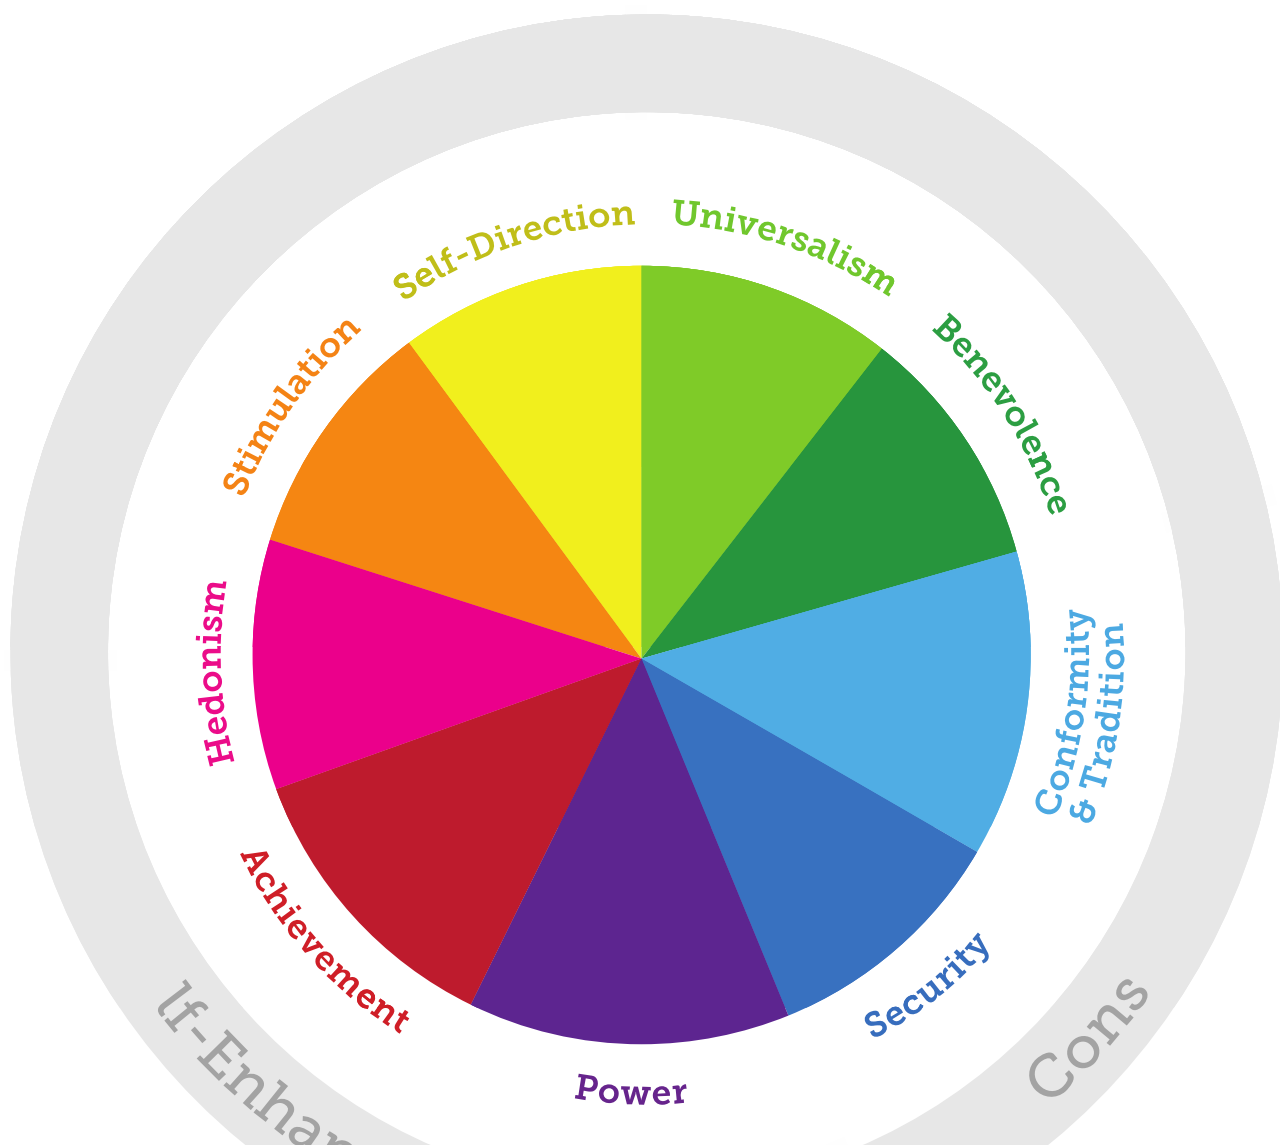 Self-Direction
Universalism
Benevolence
Conformity
& Tradition
Security
Power
Achievement
Hedonism
Stimulation
lf-Enhan
Cons